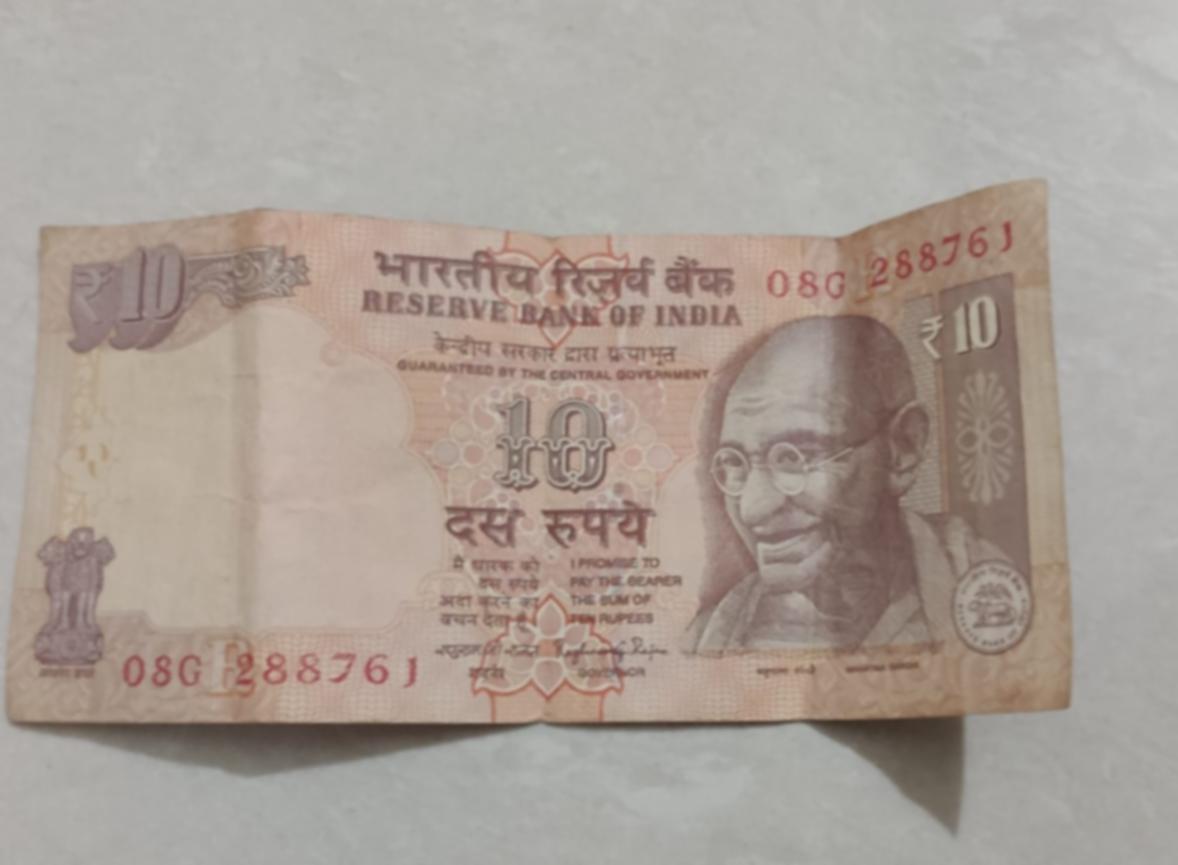 ₹ 10
भारतीय रिज़र्व बैंक
08G 288761
RESERVE BANK OF INDIA
₹10
केन्द्रीय सरकार द्वारा प्रत्याभूत
GUARANTEED BY THE CENTRAL GOVERNMENT
10
दस रुपये
मैं धारक को
दस रुपये
अदा करने का
वचन देता हूँ
I PROMISE TO
PAY THE BEARER
THE SUM OF
TEN RUPEES
गवर्नर
GOVERNOR
08G 288761